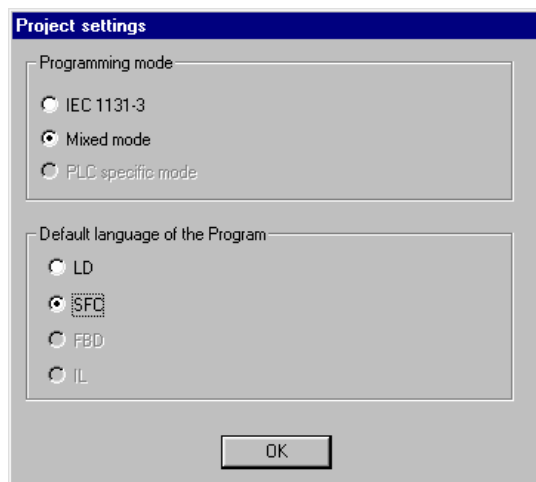 Project settings
Programming mode
IEC 1131-3
Mixed mode
PLC specific mode
Default language of the Program
LD
SFC
FBD
IL
OK